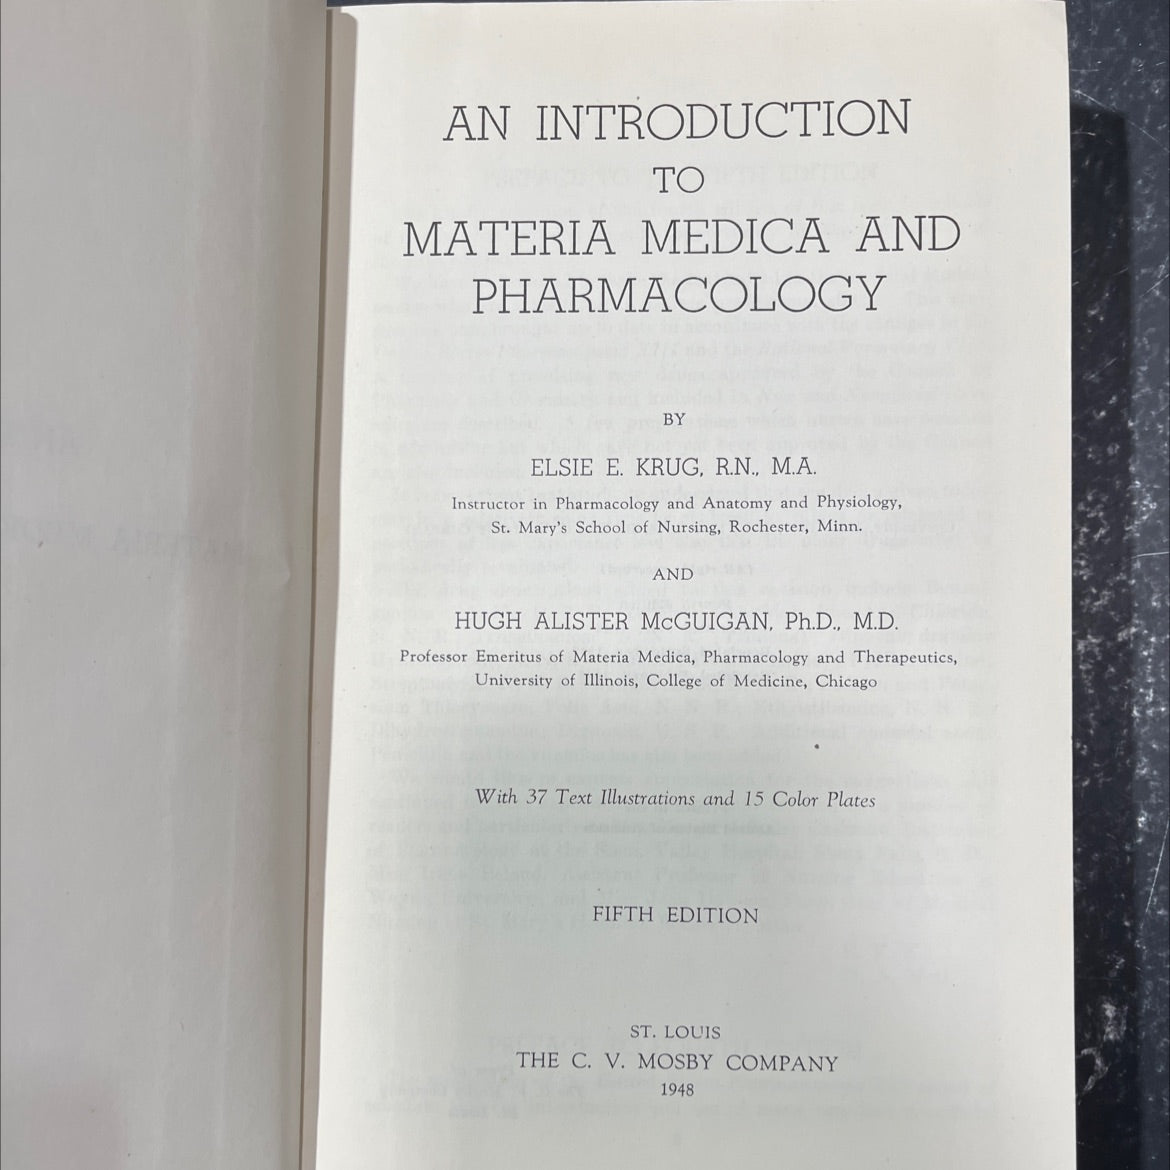 AN INTRODUCTION
TO
MATERIA MEDICA AND
PHARMACOLOGY
BY
ELSIE E. KRUG, R.N., M.A.
Instructor in Pharmacology and Anatomy and Physiology,
St. Mary's School of Nursing, Rochester, Minn.
AND
HUGH ALISTER McGUIGAN, Ph.D., M.D.
Professor Emeritus of Materia Medica, Pharmacology and Therapeutics,
University of Illinois, College of Medicine, Chicago
With 37 Text Illustrations and 15 Color Plates
FIFTH EDITION
ST. LOUIS
THE C. V. MOSBY COMPANY
1948